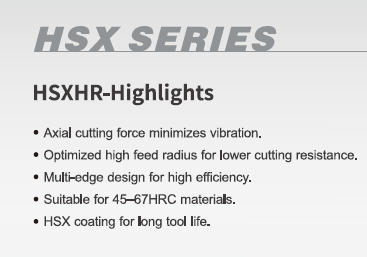 HSX SERIES
HSXHR-Highlights
• Axial cutting force minimizes vibration.
• Optimized high feed radius for lower cutting resistance.
• Multi-edge design for high efficiency.
• Suitable for 45–67HRC materials.
• HSX coating for long tool life.